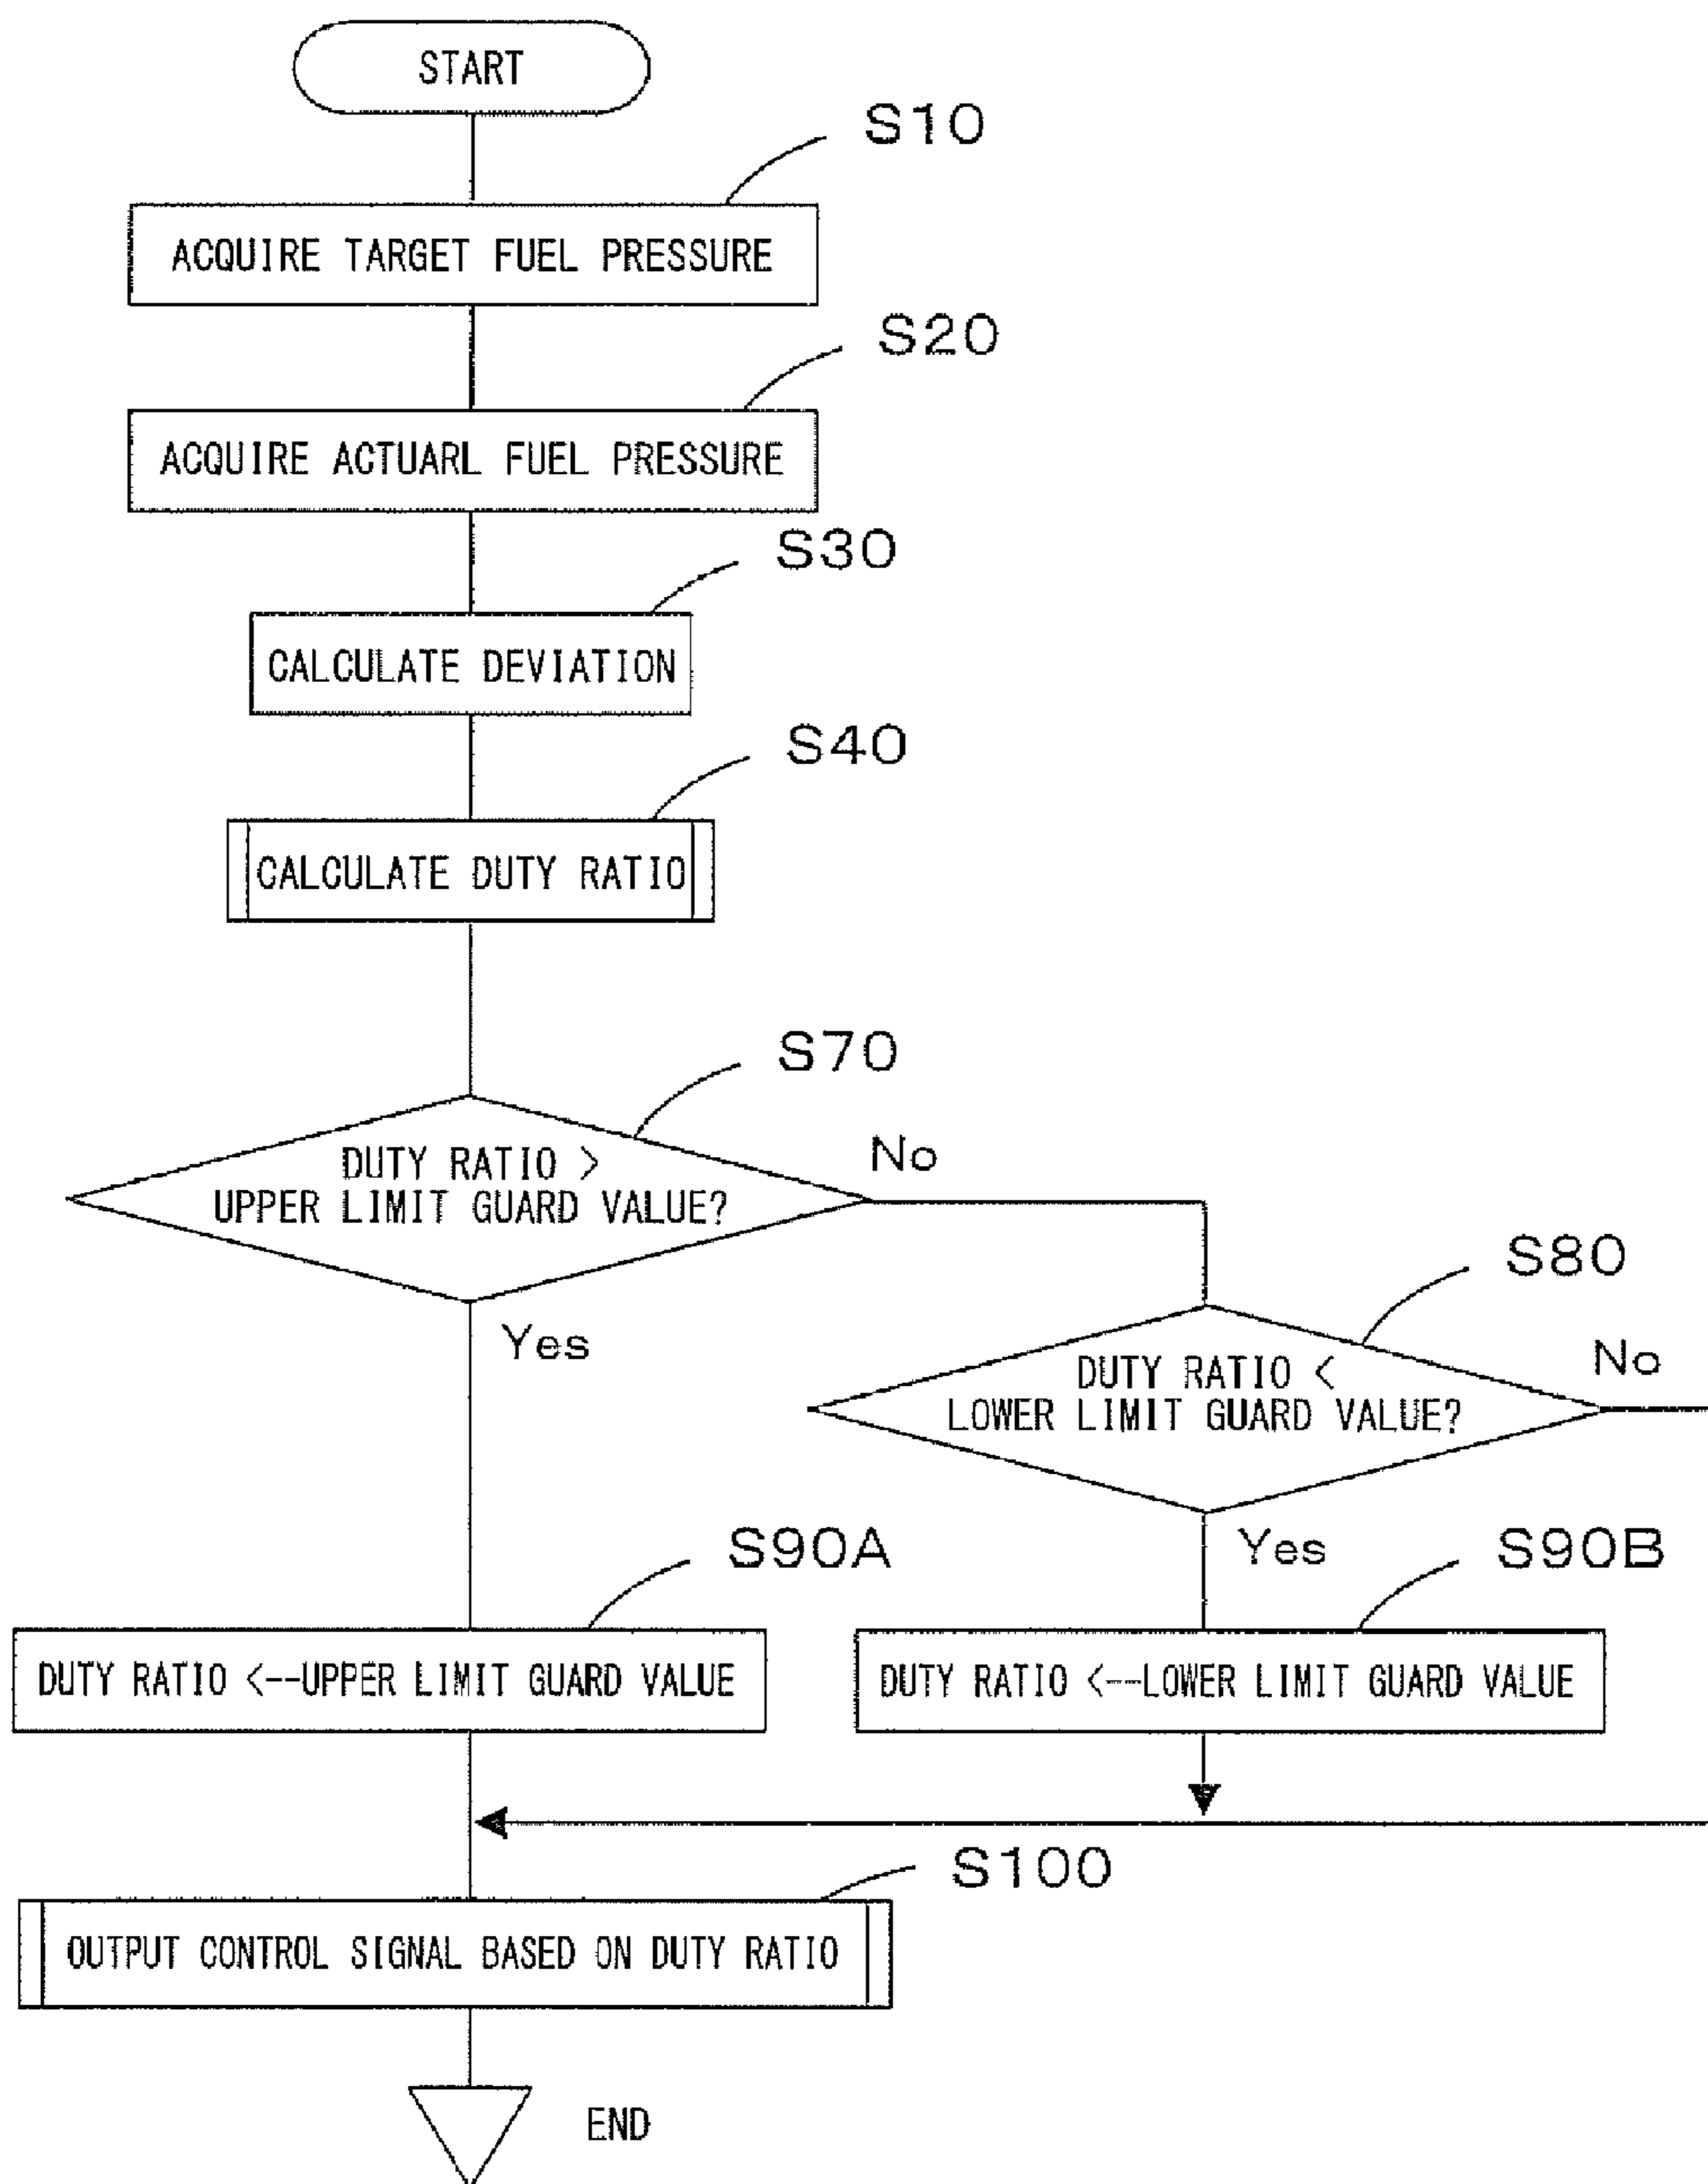 START
S10
ACQUIRE TARGET FUEL PRESSURE
S20
ACQUIRE ACTUARL FUEL PRESSURE
S30
CALCULATE DEVIATION
S40
CALCULATE DUTY RATIO
S70
DUTY RATIO >
UPPER LIMIT GUARD VALUE?
No
Yes
S80
DUTY RATIO <
LOWER LIMIT GUARD VALUE?
No
Yes
S90A
DUTY RATIO <--UPPER LIMIT GUARD VALUE
S90B
DUTY RATIO <--LOWER LIMIT GUARD VALUE
S100
OUTPUT CONTROL SIGNAL BASED ON DUTY RATIO
END